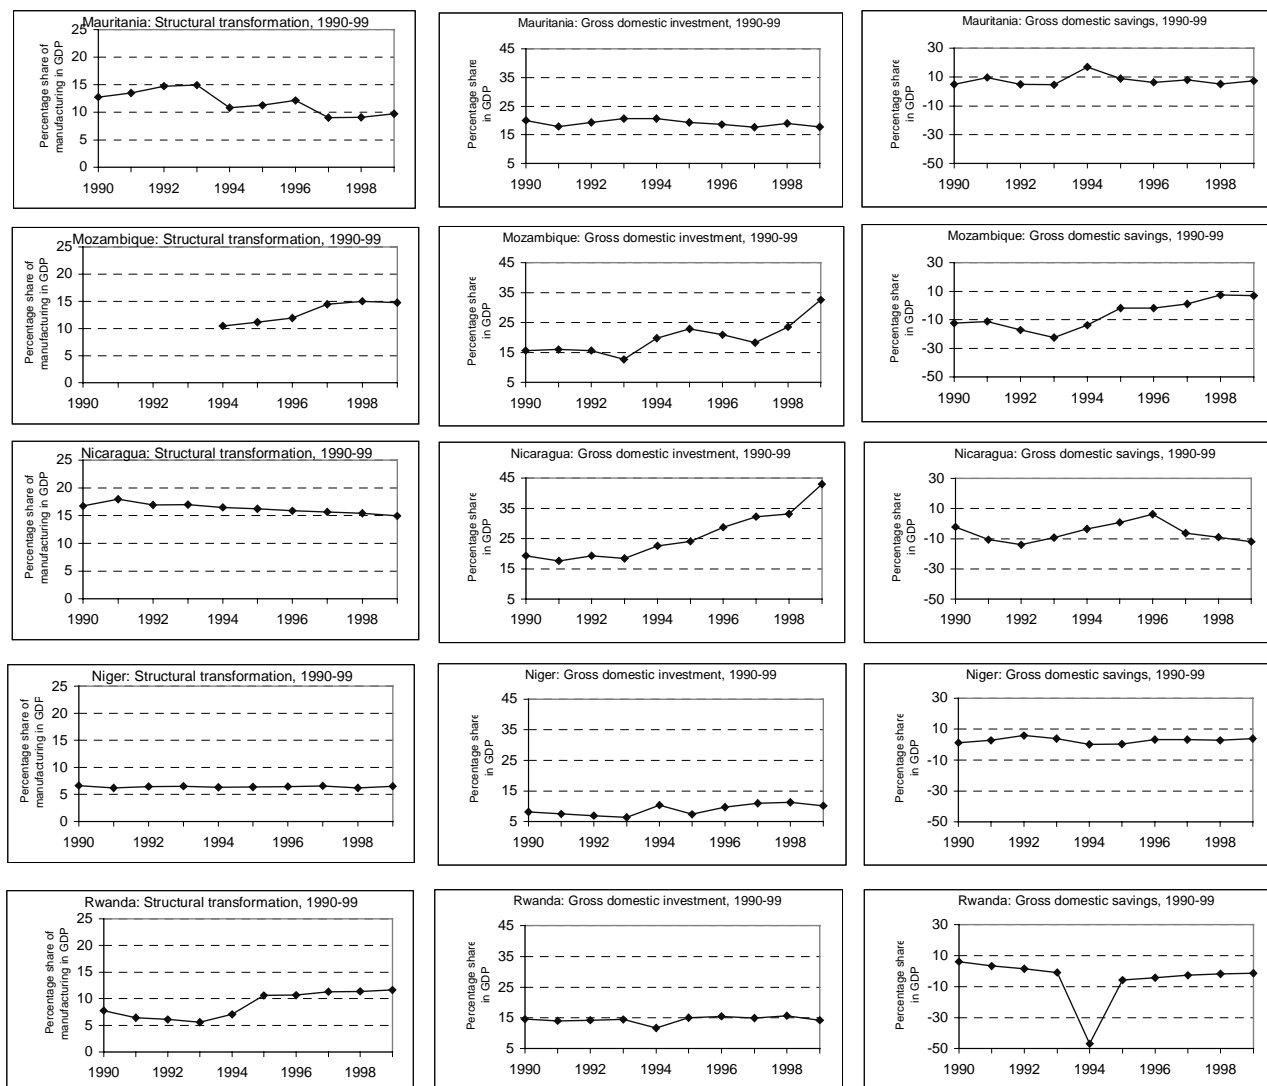 Mauritania: Structural transformation, 1990-99
Percentage share of
manufacturing in GDP
25
20
15
10
5
0
1990 1992 1994 1996 1998
Mauritania: Gross domestic investment, 1990-99
Percentage share
in GDP
45
35
25
15
5
1990 1992 1994 1996 1998
Mauritania: Gross domestic savings, 1990-99
Percentage share
in GDP
30
10
-10
-30
-50
1990 1992 1994 1996 1998
Mozambique: Structural transformation, 1990-99
Percentage share of
manufacturing in GDP
25
20
15
10
5
0
1990 1992 1994 1996 1998
Mozambique: Gross domestic investment, 1990-99
Percentage share
in GDP
45
35
25
15
5
1990 1992 1994 1996 1998
Mozambique: Gross domestic savings, 1990-99
Percentage share
in GDP
30
10
-10
-30
-50
1990 1992 1994 1996 1998
Nicaragua: Structural transformation, 1990-99
Percentage share of
manufacturing in GDP
25
20
15
10
5
0
1990 1992 1994 1996 1998
Nicaragua: Gross domestic investment, 1990-99
Percentage share
in GDP
45
35
25
15
5
1990 1992 1994 1996 1998
Nicaragua: Gross domestic savings, 1990-99
Percentage share
in GDP
30
10
-10
-30
-50
1990 1992 1994 1996 1998
Niger: Structural transformation, 1990-99
Percentage share of
manufacturing in GDP
25
20
15
10
5
0
1990 1992 1994 1996 1998
Niger: Gross domestic investment, 1990-99
Percentage share
in GDP
45
35
25
15
5
1990 1992 1994 1996 1998
Niger: Gross domestic savings, 1990-99
Percentage share
in GDP
30
10
-10
-30
-50
1990 1992 1994 1996 1998
Rwanda: Structural transformation, 1990-99
Percentage share of
manufacturing in GDP
25
20
15
10
5
0
1990 1992 1994 1996 1998
Rwanda: Gross domestic investment, 1990-99
Percentage share
in GDP
45
35
25
15
5
1990 1992 1994 1996 1998
Rwanda: Gross domestic savings, 1990-99
Percentage share
in GDP
30
10
-10
-30
-50
1990 1992 1994 1996 1998